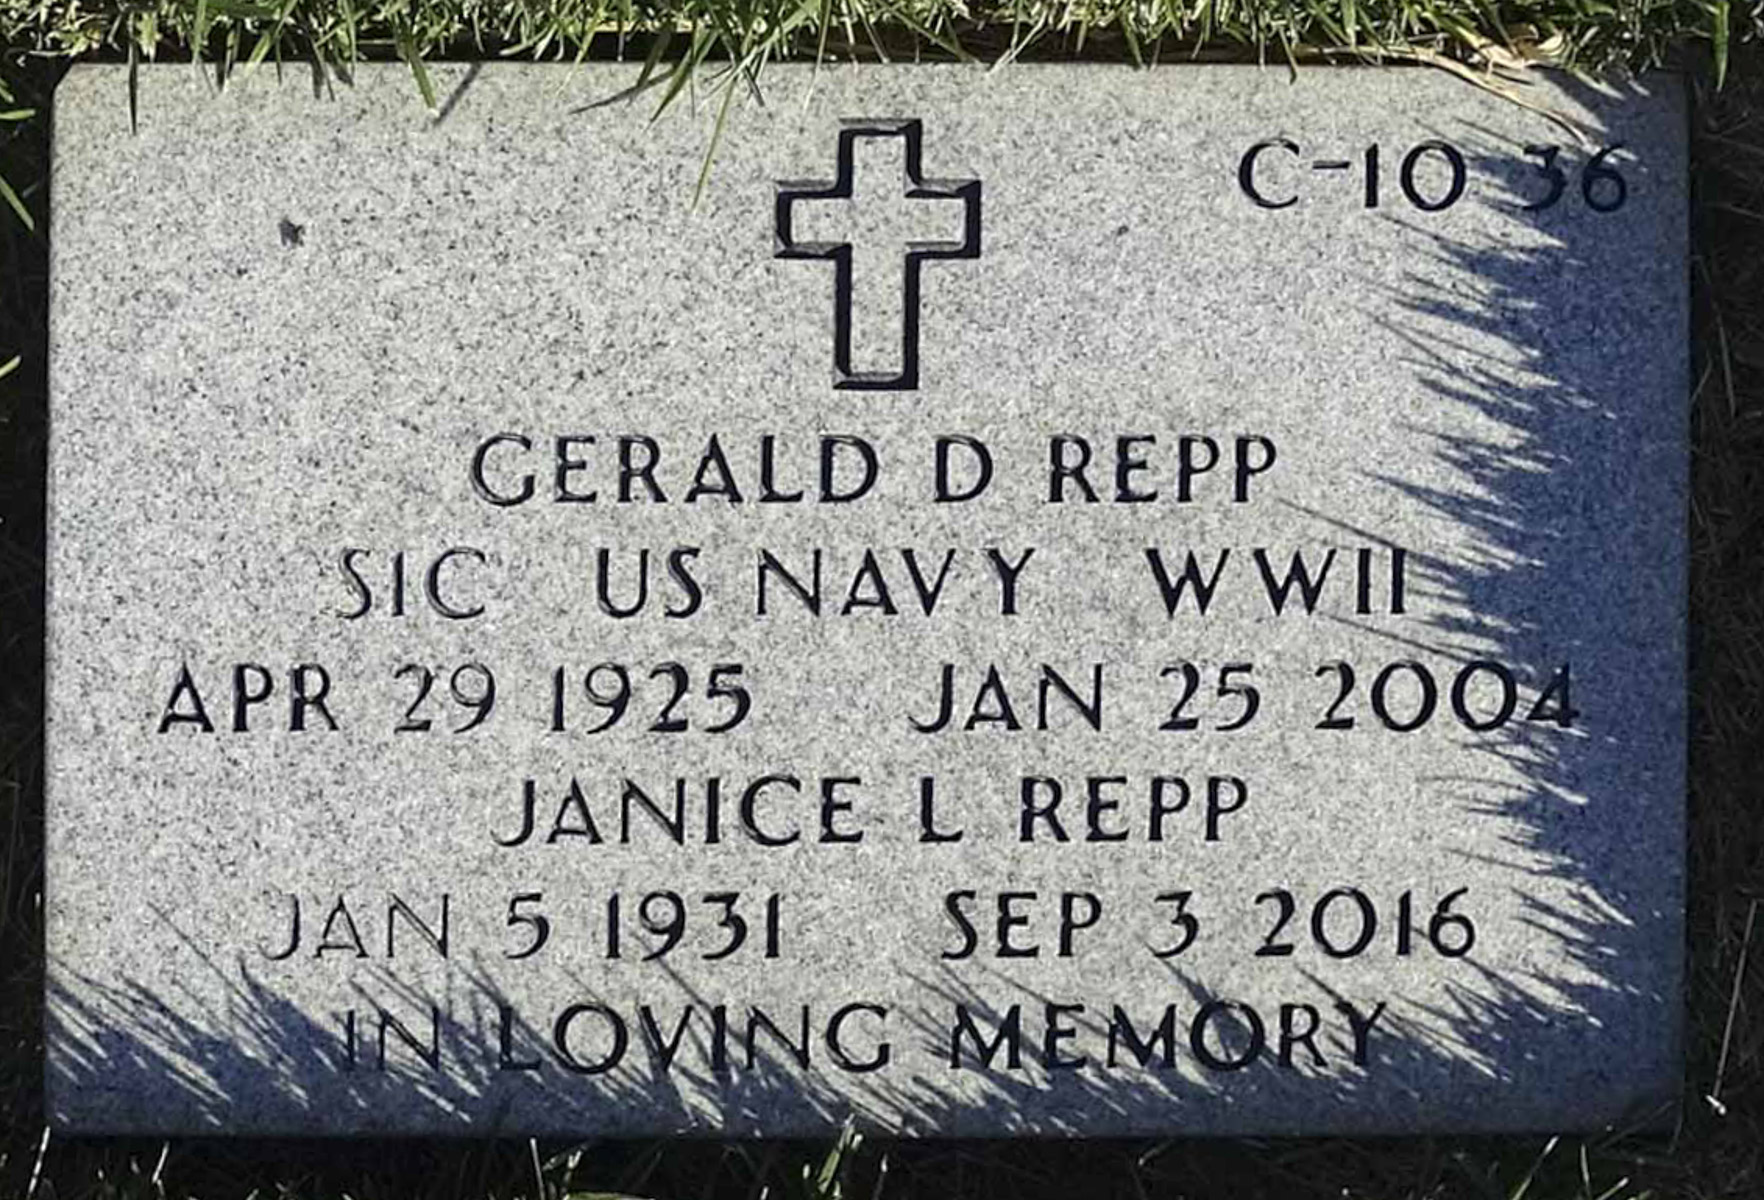 C-10 36
GERALD D REPP
S1C US NAVY WWII
APR 29 1925 JAN 25 2004
JANICE L REPP
JAN 5 1931 SEP 3 2016
IN LOVING MEMORY